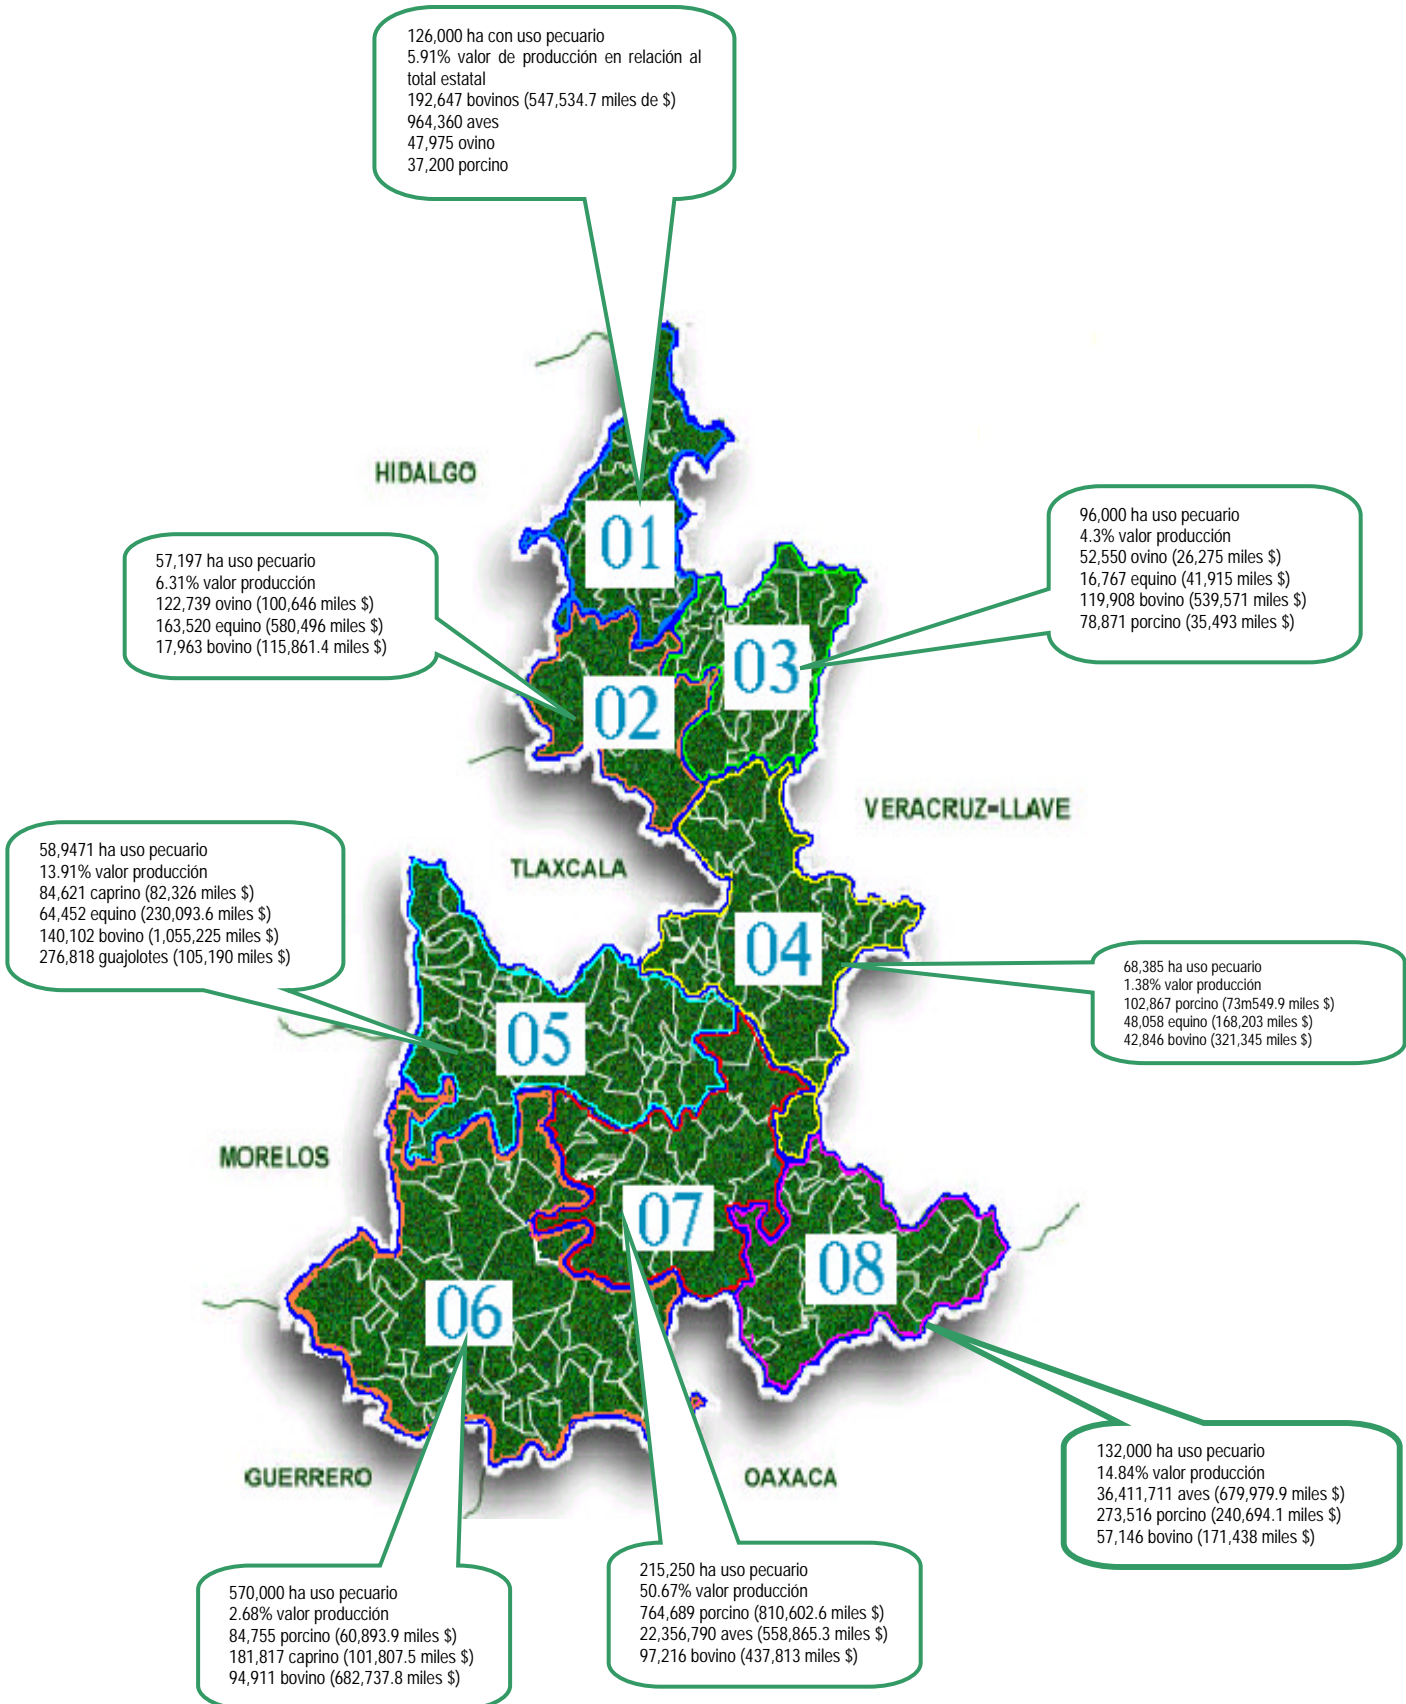 126,000 ha con uso pecuario
5.91% valor de producción en relación al
total estatal
192,647 bovinos (547,534.7 miles de $)
964,360 aves
47,975 ovino
37,200 porcino
HIDALGO
01
96,000 ha uso pecuario
4.3% valor producción
52,550 ovino (26,275 miles $)
16,767 equino (41,915 miles $)
119,908 bovino (539,571 miles $)
78,871 porcino (35,493 miles $)
57,197 ha uso pecuario
6.31% valor producción
122,739 ovino (100,646 miles $)
163,520 equino (580,496 miles $)
17,963 bovino (115,861.4 miles $)
03
02
VERACRUZ-LLAVE
58,9471 ha uso pecuario
13.91% valor producción
84,621 caprino (82,326 miles $)
64,452 equino (230,093.6 miles $)
140,102 bovino (1,055,225 miles $)
276,818 guajolotes (105,190 miles $)
TLAXCALA
04
68,385 ha uso pecuario
1.38% valor producción
102,867 porcino (73m549.9 miles $)
48,058 equino (168,203 miles $)
42,846 bovino (321,345 miles $)
05
MORELOS
07
08
06
GUERRERO
OAXACA
132,000 ha uso pecuario
14.84% valor producción
36,411,711 aves (679,979.9 miles $)
273,516 porcino (240,694.1 miles $)
57,146 bovino (171,438 miles $)
215,250 ha uso pecuario
50.67% valor producción
764,689 porcino (810,602.6 miles $)
22,356,790 aves (558,865.3 miles $)
97,216 bovino (437,813 miles $)
570,000 ha uso pecuario
2.68% valor producción
84,755 porcino (60,893.9 miles $)
181,817 caprino (101,807.5 miles $)
94,911 bovino (682,737.8 miles $)